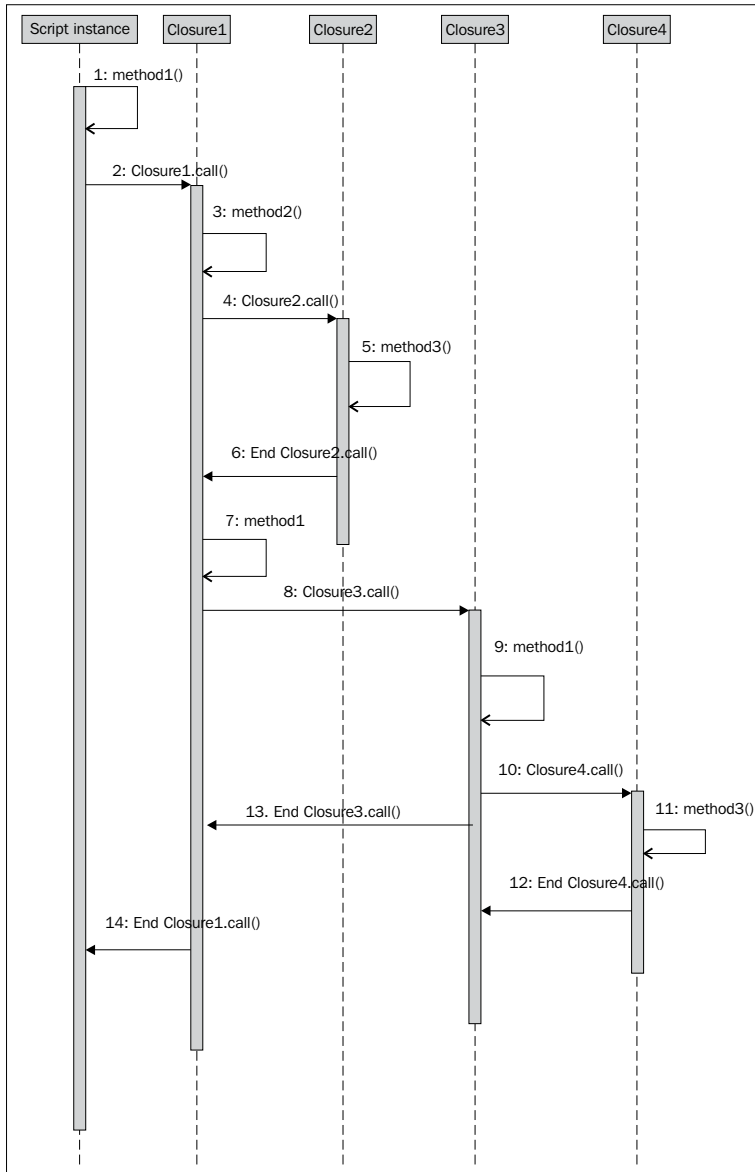 Script instance
Closure1
Closure2
Closure3
Closure4
1: method1()
2: Closure1.call()
3: method2()
4: Closure2.call()
5: method3()
6: End Closure2.call()
7: method1
8: Closure3.call()
9: method1()
10: Closure4.call()
11: method3()
13. End Closure3.call()
12: End Closure4.call()
14: End Closure1.call()